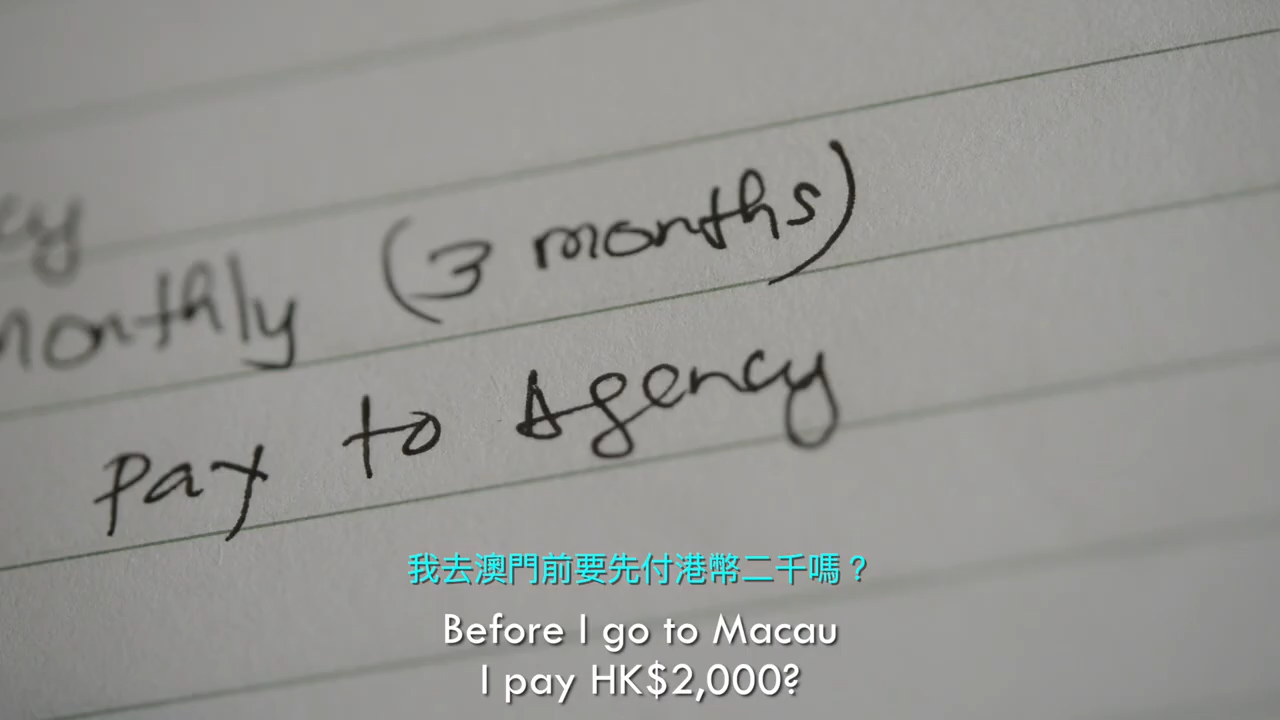 monthly (3 months)
pay to Agency
我去澳門前要先付港幣二千嗎？
Before I go to Macau
I pay HK$2,000?